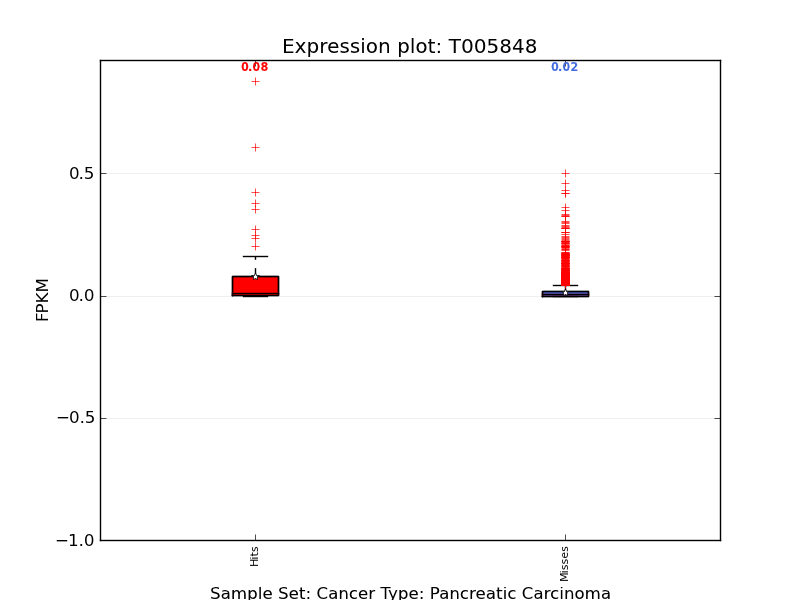 Expression plot: T005848
0.08
0.02
0.5
0.0
−0.5
−1.0
FPKM
Hits
Misses
Sample Set: Cancer Type: Pancreatic Carcinoma